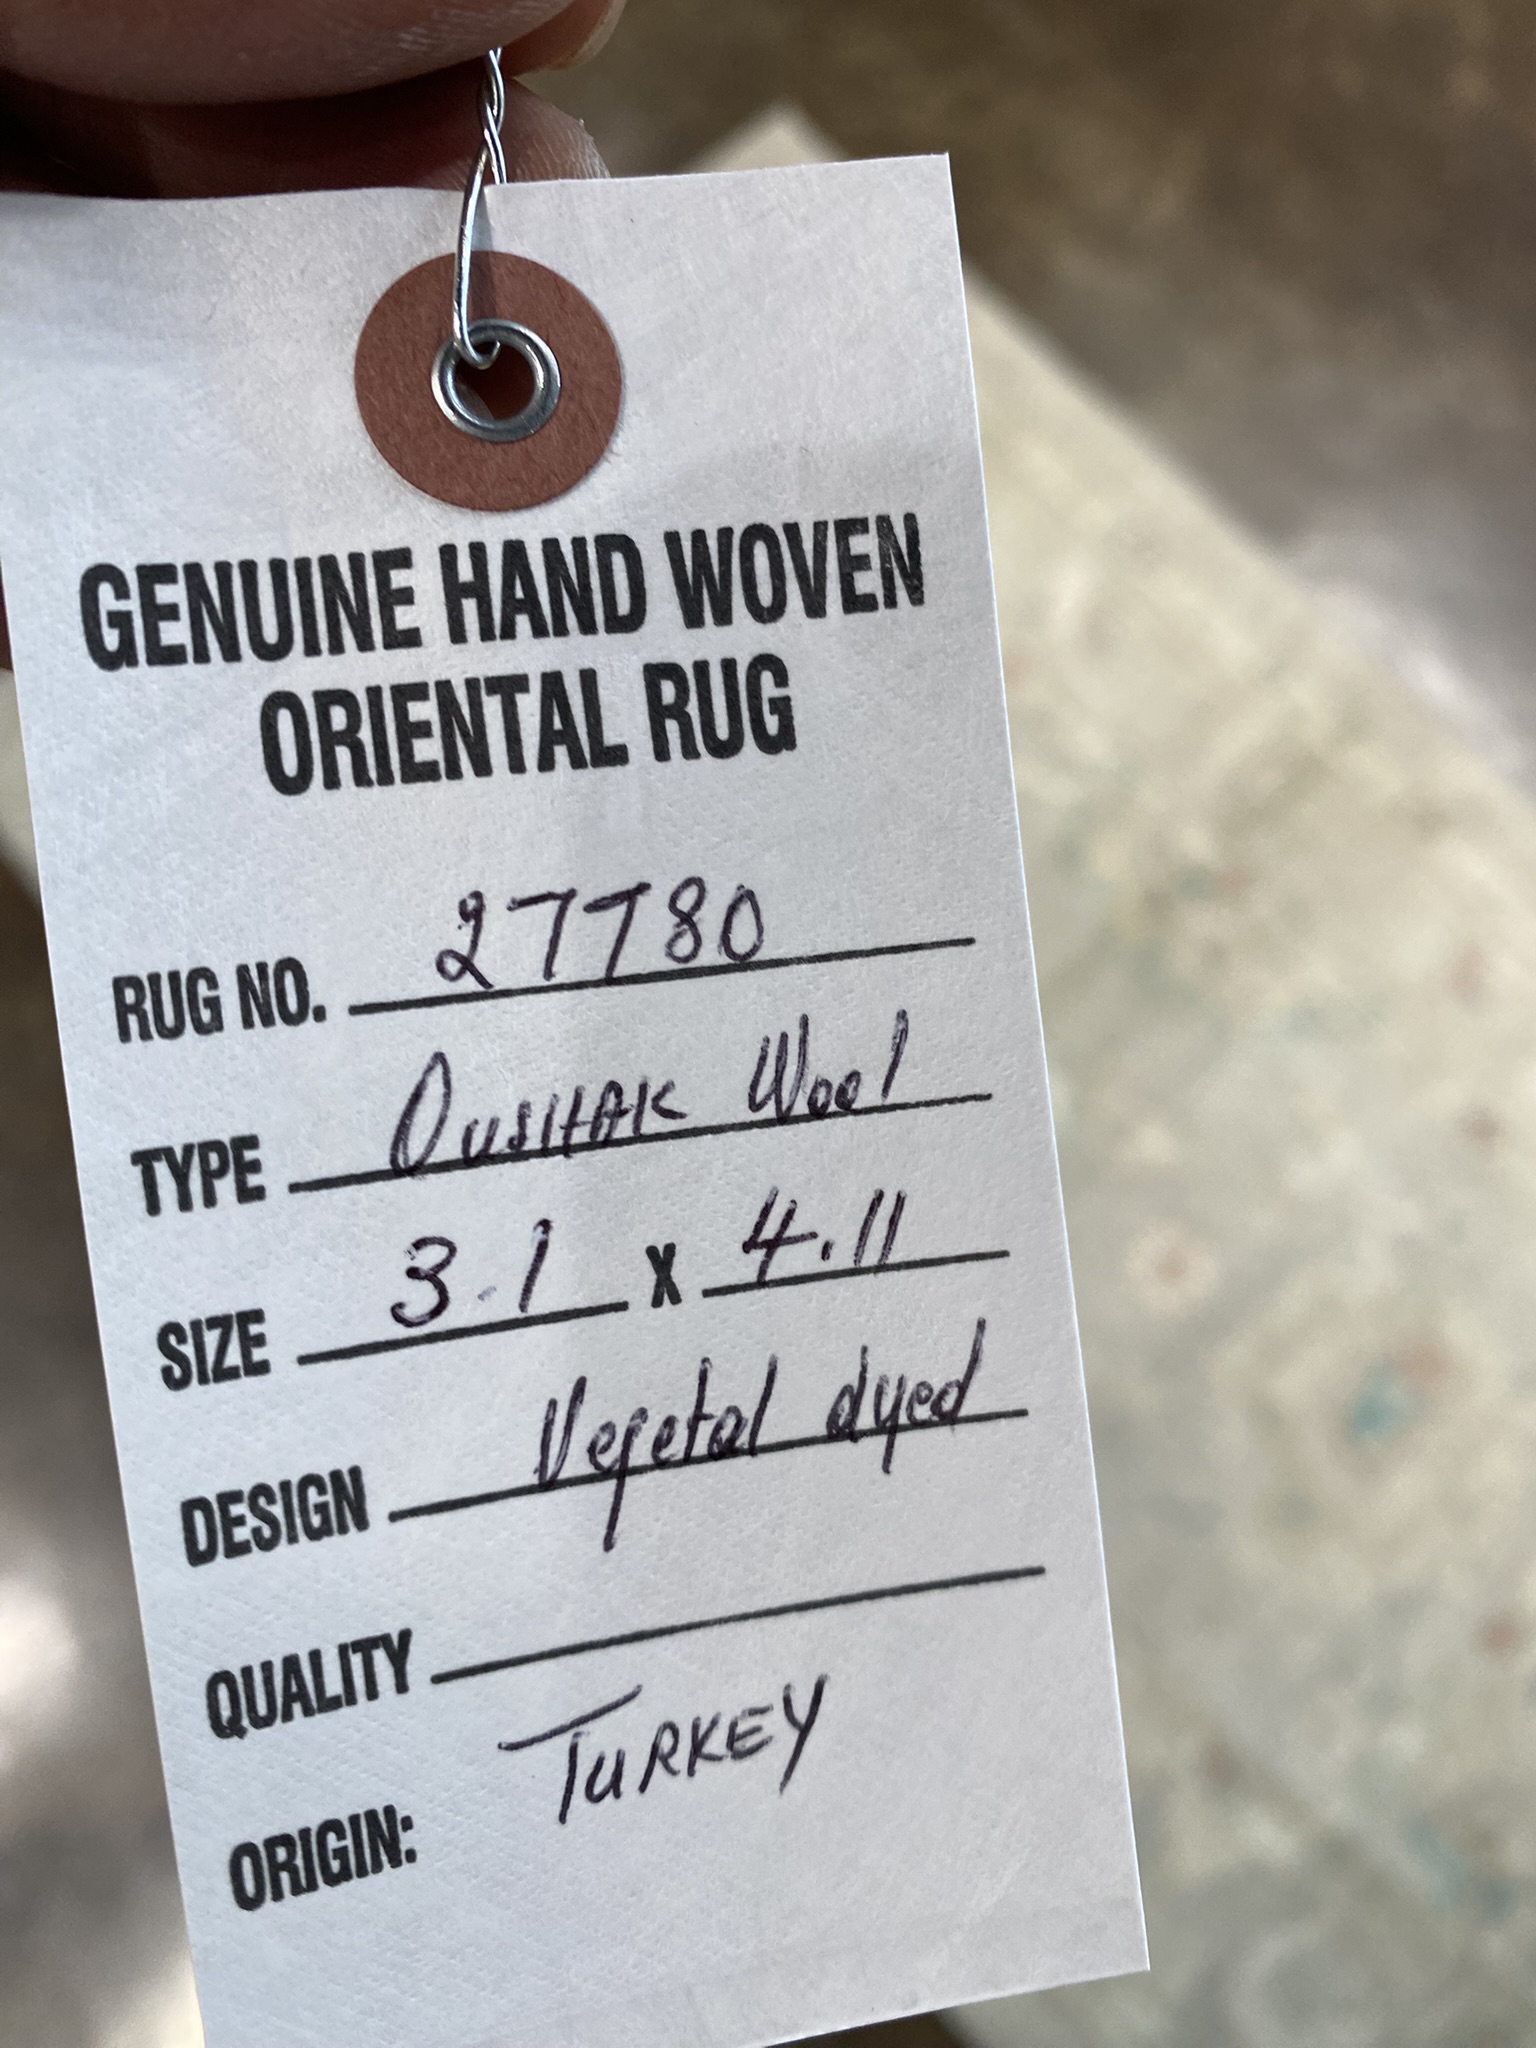 GENUINE HAND WOVEN
ORIENTAL RUG
RUG NO. 27780
TYPE OUSHAK Wool
SIZE 3.1 X 4.11
DESIGN Vegetal dyed
QUALITY
ORIGIN: TURKEY